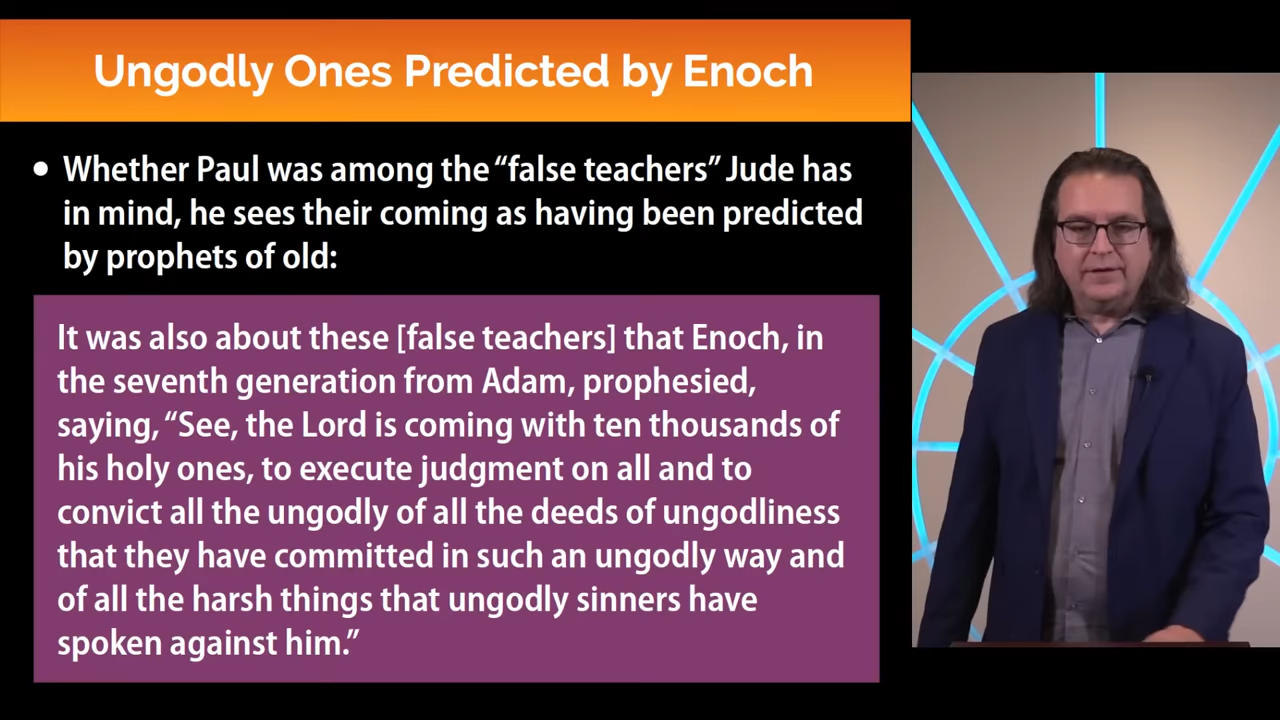 Ungodly Ones Predicted by Enoch
• Whether Paul was among the “false teachers” Jude has
in mind, he sees their coming as having been predicted
by prophets of old:
It was also about these [false teachers] that Enoch, in
the seventh generation from Adam, prophesied,
saying, “See, the Lord is coming with ten thousands of
his holy ones, to execute judgment on all and to
convict all the ungodly of all the deeds of ungodliness
that they have committed in such an ungodly way and
of all the harsh things that ungodly sinners have
spoken against him.”